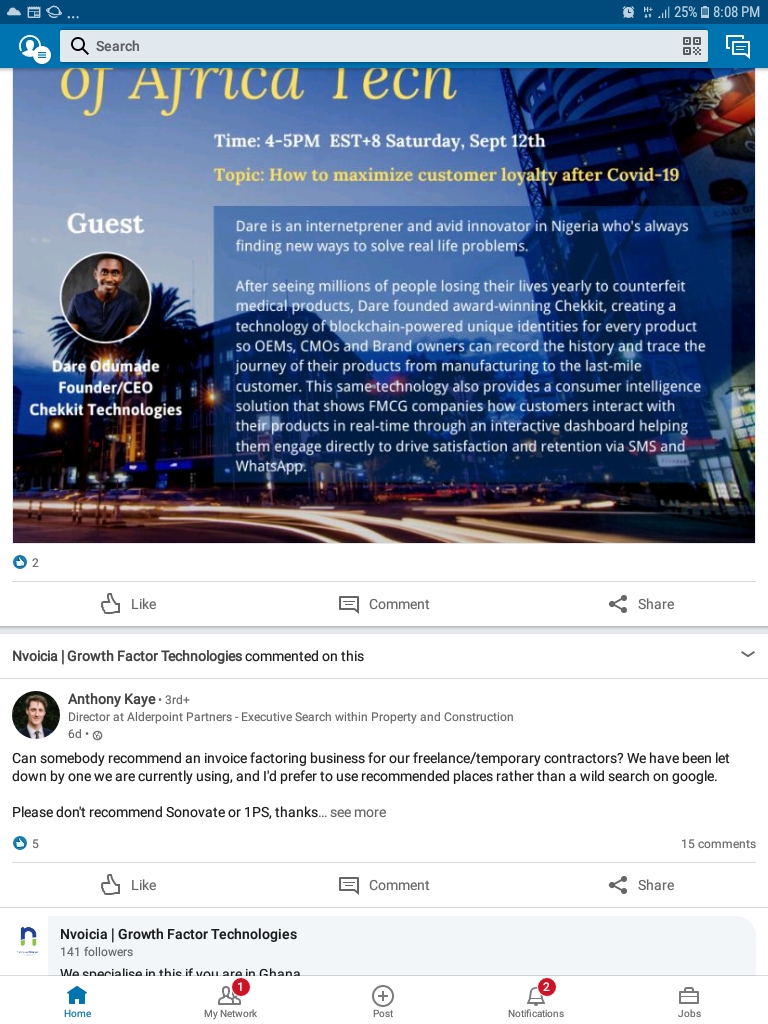 ... 25% 8:08 PM
Search
of Africa Tech
Time: 4-5PM EST+8 Saturday, Sept 12th
Topic: How to maximize customer loyalty after Covid-19
Guest
Dare Odumade
Founder/CEO
Chekkit Technologies
Dare is an internetprener and avid innovator in Nigeria who's always
finding new ways to solve real life problems.
After seeing millions of people losing their lives yearly to counterfeit
medical products, Dare founded award-winning Chekkit, creating a
technology of blockchain-powered unique identities for every product
so OEMs, CMOs and Brand owners can record the history and trace the
journey of their products from manufacturing to the last-mile
customer. This same technology also provides a consumer intelligence
solution that shows FMCG companies how customers interact with
their products in real-time through an interactive dashboard helping
them engage directly to drive satisfaction and retention via SMS and
WhatsApp.
2
Like Comment Share
Nvoicia | Growth Factor Technologies commented on this
Anthony Kaye • 3rd+
Director at Alderpoint Partners - Executive Search within Property and Construction
6d •
Can somebody recommend an invoice factoring business for our freelance/temporary contractors? We have been let
down by one we are currently using, and I'd prefer to use recommended places rather than a wild search on google.
Please don't recommend Sonovate or 1PS, thanks... see more
5 15 comments
Like Comment Share
n
Nvoicia | Growth Factor Technologies
141 followers
We specialise in this if you are in Ghana
1 2
Home My Network Post Notifications Jobs